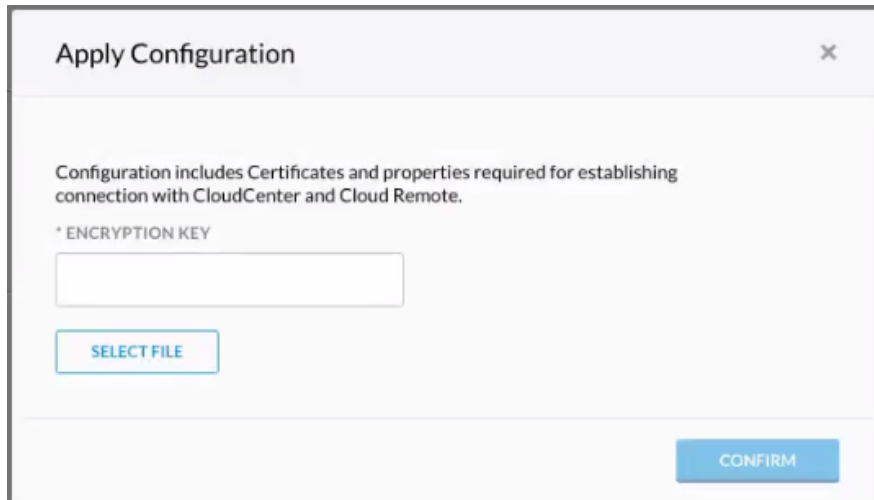 Apply Configuration
Configuration includes Certificates and properties required for establishing
connection with CloudCenter and Cloud Remote.
* ENCRYPTION KEY
SELECT FILE
CONFIRM